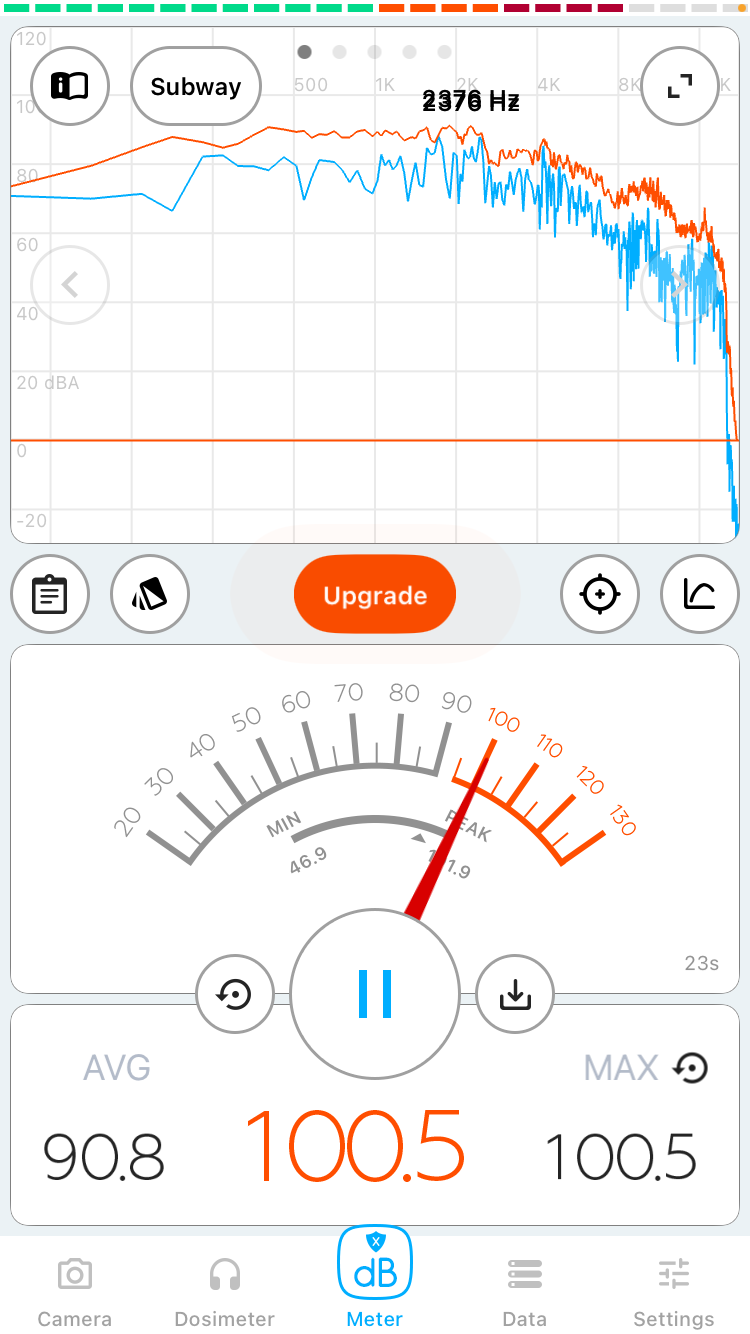 120
Subway
500 1K 2K 4K 8K K
10
2376 Hz
2376 Hz
80
60
40
20 dBA
0
-20
Upgrade
20 30 40 50 60 70 80 90 100 110 120 130
MIN PEAK
46.9 1.9
23s
AVG MAX
90.8 100.5 100.5
X
dB
Camera Dosimeter Meter Data Settings